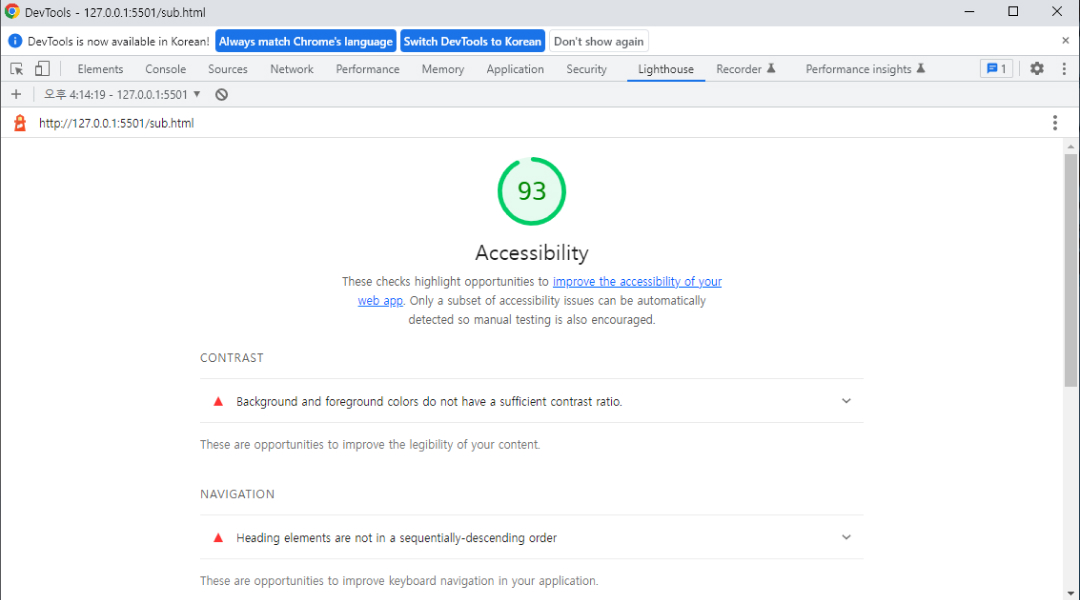 DevTools - 127.0.0.1:5501/sub.html
DevTools is now available in Korean! Always match Chrome's language Switch DevTools to Korean Don't show again
Elements Console Sources Network Performance Memory Application Security Lighthouse Recorder Performance insights 1
오후 4:14:19 - 127.0.0.1:5501
http://127.0.0.1:5501/sub.html
93
Accessibility
These checks highlight opportunities to improve the accessibility of your
web app. Only a subset of accessibility issues can be automatically
detected so manual testing is also encouraged.
CONTRAST
Background and foreground colors do not have a sufficient contrast ratio.
These are opportunities to improve the legibility of your content.
NAVIGATION
Heading elements are not in a sequentially-descending order
These are opportunities to improve keyboard navigation in your application.